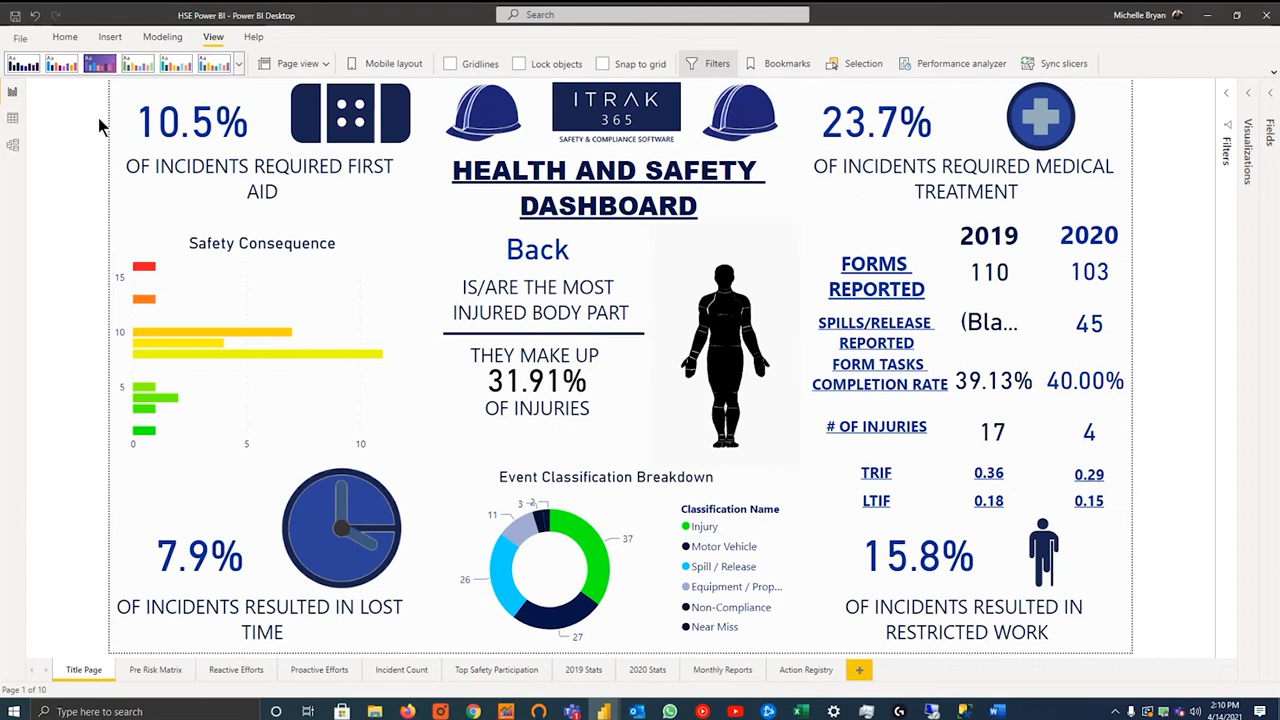 HSE Power BI - Power BI Desktop
Search
Michelle Bryan
File
Home
Insert
Modeling
View
Help
Aa
Aa
Aa
Aa
Aa
Aa
Page view
Mobile layout
Gridlines
Lock objects
Snap to grid
Filters
Bookmarks
Selection
Performance analyzer
Sync slicers
10.5%
OF INCIDENTS REQUIRED FIRST
AID
ITRAK
365
SAFETY & COMPLIANCE SOFTWARE
HEALTH AND SAFETY
DASHBOARD
23.7%
OF INCIDENTS REQUIRED MEDICAL
TREATMENT
Filters
Visualizations
Fields
Safety Consequence
15
10
5
0
5
10
Back
IS/ARE THE MOST
INJURED BODY PART
THEY MAKE UP
31.91%
OF INJURIES
2019 2020
FORMS
REPORTED
110 103
SPILLS/RELEASE
REPORTED
(Bla... 45
FORM TASKS
COMPLETION RATE
39.13% 40.00%
# OF INJURIES 17 4
TRIF 0.36 0.29
LTIF 0.18 0.15
7.9%
OF INCIDENTS RESULTED IN LOST
TIME
Event Classification Breakdown
3
2
11
37
26
27
Classification Name
Injury
Motor Vehicle
Spill / Release
Equipment / Prop...
Non-Compliance
Near Miss
15.8%
OF INCIDENTS RESULTED IN
RESTRICTED WORK
Title Page
Pre Risk Matrix
Reactive Efforts
Proactive Efforts
Incident Count
Top Safety Participation
2019 Stats
2020 Stats
Monthly Reports
Action Registry
+
Page 1 of 10
Type here to search
2:10 PM
4/14/2021